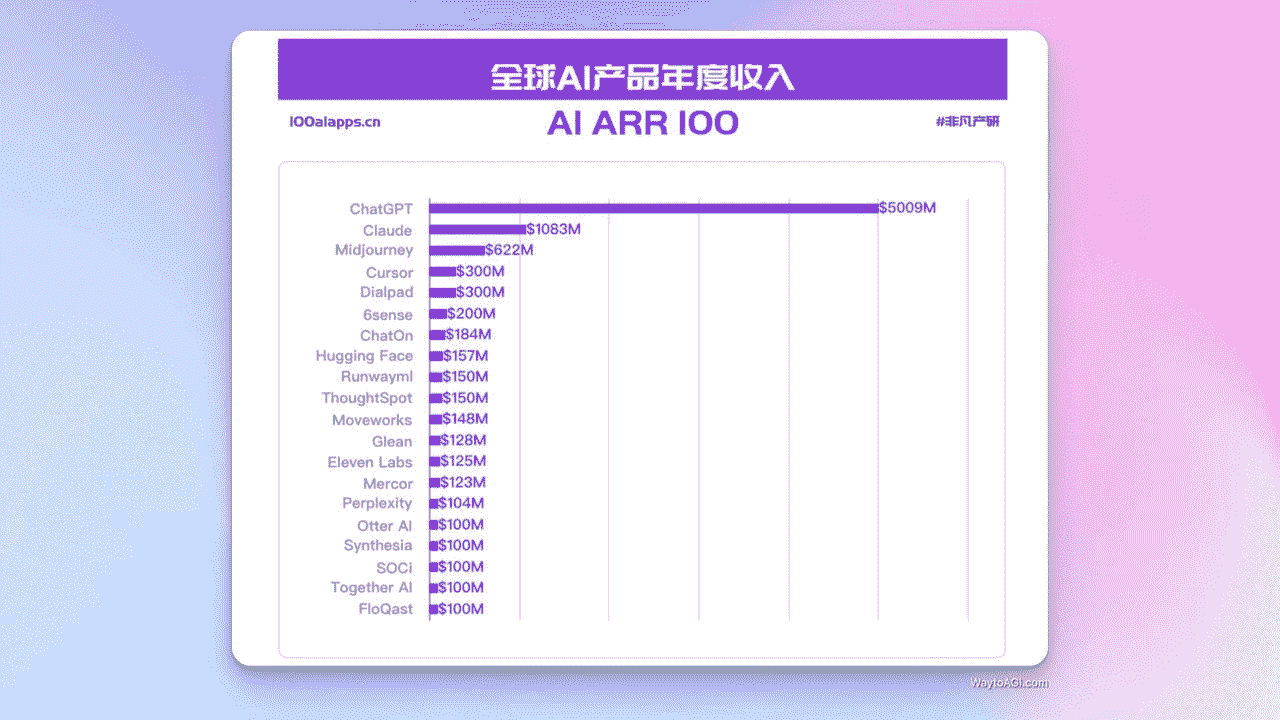 全球AI产品年度收入
100aiapps.cn
AI ARR 100
#非凡产研
ChatGPT $5009M
Claude $1083M
Midjourney $622M
Cursor $300M
Dialpad $300M
6sense $200M
ChatOn $184M
Hugging Face $157M
Runwayml $150M
ThoughtSpot $150M
Moveworks $148M
Glean $128M
Eleven Labs $125M
Mercor $123M
Perplexity $104M
Otter AI $100M
Synthesia $100M
SOCi $100M
Together AI $100M
FloQast $100M
WaytoAGI.com